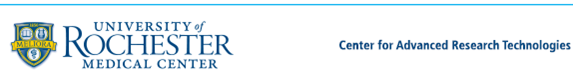 MELIORA
UNIVERSITY of
ROCHESTER
MEDICAL CENTER
Center for Advanced Research Technologies